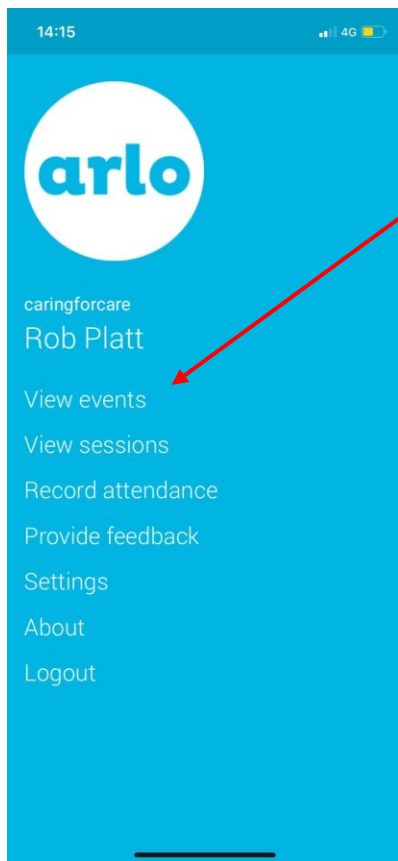 14:15 4G
arlo
caringforcare
Rob Platt
View events
View sessions
Record attendance
Provide feedback
Settings
About
Logout